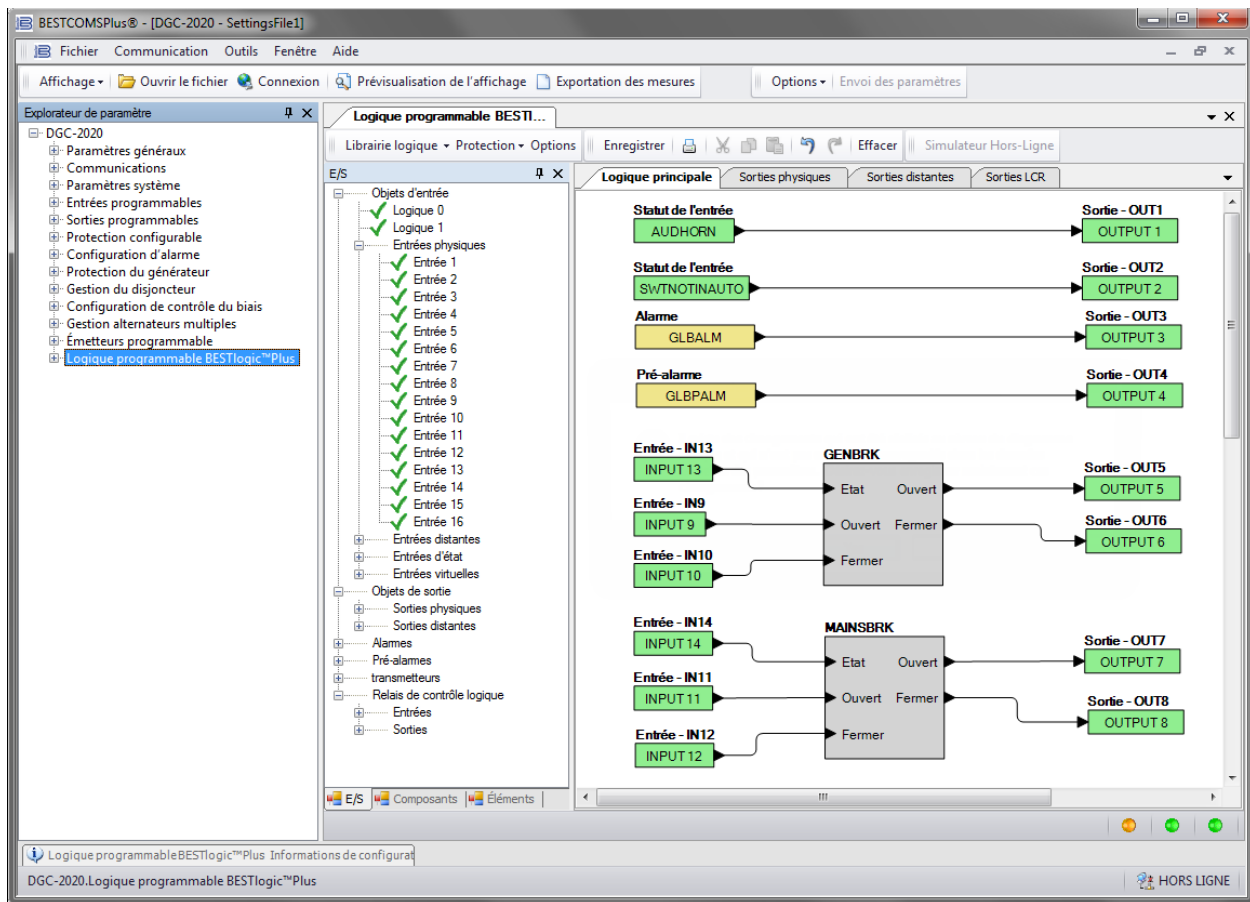 BESTCOMSPlus® - [DGC-2020 - SettingsFile1]
Fichier Communication Outils Fenêtre Aide
Affichage Ouvrir le fichier Connexion Prévisualisation de l'affichage Exportation des mesures Options Envoi des paramètres
Explorateur de paramètre
DGC-2020
Paramètres généraux
Communications
Paramètres système
Entrées programmables
Sorties programmables
Protection configurable
Configuration d'alarme
Protection du générateur
Gestion du disjoncteur
Configuration de contrôle du biais
Gestion alternateurs multiples
Émetteurs programmable
Logique programmable BESTlogic™Plus
Logique programmable BESTl...
Librairie logique Protection Options Enregistrer Effacer Simulateur Hors-Ligne
E/S
Objets d'entrée
Logique 0
Logique 1
Entrées physiques
Entrée 1
Entrée 2
Entrée 3
Entrée 4
Entrée 5
Entrée 6
Entrée 7
Entrée 8
Entrée 9
Entrée 10
Entrée 11
Entrée 12
Entrée 13
Entrée 14
Entrée 15
Entrée 16
Entrées distantes
Entrées d'état
Entrées virtuelles
Objets de sortie
Sorties physiques
Sorties distantes
Alarmes
Pré-alarmes
transmetteurs
Relais de contrôle logique
Entrées
Sorties
E/S Composants Éléments
Logique principale Sorties physiques Sorties distantes Sorties LCR
Statut de l'entrée Sortie - OUT1
AUDHORN OUTPUT 1
Statut de l'entrée Sortie - OUT2
SWTNOTINAUTO OUTPUT 2
Alarme Sortie - OUT3
GLBALM OUTPUT 3
Pré-alarme Sortie - OUT4
GLBPALM OUTPUT 4
Entrée - IN13 GENBRK
INPUT 13 Sortie - OUT5
Etat Ouvert OUTPUT 5
Entrée - IN9 Sortie - OUT6
INPUT 9 Ouvert Fermer OUTPUT 6
Entrée - IN10 Fermer
INPUT 10
Entrée - IN14 MAINSBRK
INPUT 14 Sortie - OUT7
Etat Ouvert OUTPUT 7
Entrée - IN11
INPUT 11 Ouvert Fermer Sortie - OUT8
OUTPUT 8
Entrée - IN12 Fermer
INPUT 12
Logique programmableBESTlogic™Plus Informations de configurat
DGC-2020.Logique programmable BESTlogic™Plus HORS LIGNE